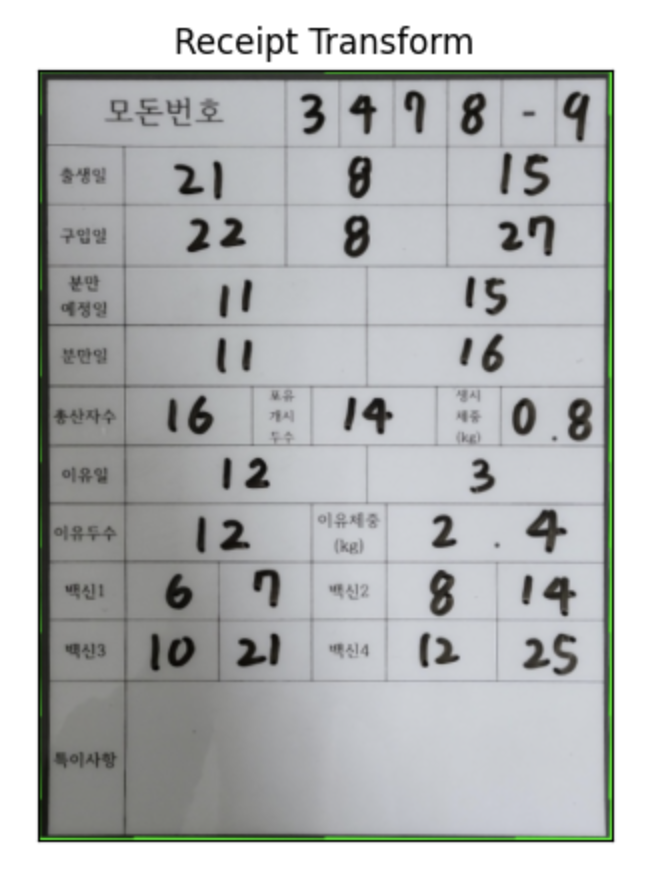 Receipt Transform
모돈번호 3 4 7 8 - 9
출생일 21 8 15
구입일 22 8 27
분만
예정일 11 15
분만일 11 16
총산자수 16 포유
개시
두수 14 생시
체중
(kg) 0.8
이유일 12 3
이유두수 12 이유체중
(kg) 2.4
백신1 6 7 백신2 8 14
백신3 10 21 백신4 12 25
특이사항